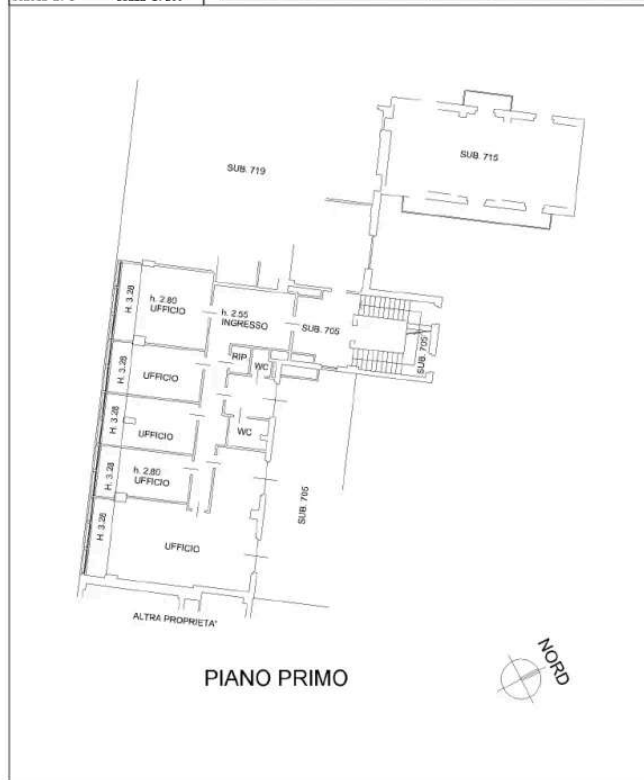 SUB. 715
SUB. 719
H. 3.28
h. 2.80
UFFICIO
h. 2.55
INGRESSO
SUB. 705
SUB. 705
RIP
WC
H. 3.28
UFFICIO
H. 3.28
UFFICIO
WC
H. 3.28
h. 2.80
UFFICIO
SUB. 705
H. 3.28
UFFICIO
ALTRA PROPRIETA'
PIANO PRIMO
NORD